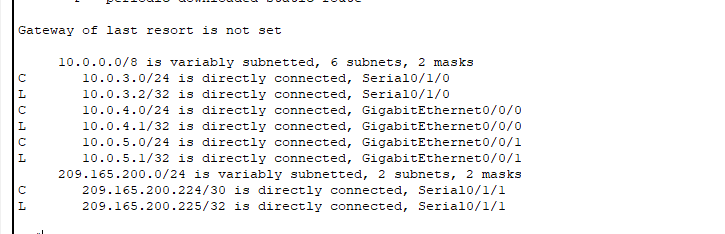 periodic downloaded static route
Gateway of last resort is not set
10.0.0.0/8 is variably subnetted, 6 subnets, 2 masks
C 10.0.3.0/24 is directly connected, Serial0/1/0
L 10.0.3.2/32 is directly connected, Serial0/1/0
C 10.0.4.0/24 is directly connected, GigabitEthernet0/0/0
L 10.0.4.1/32 is directly connected, GigabitEthernet0/0/0
C 10.0.5.0/24 is directly connected, GigabitEthernet0/0/1
L 10.0.5.1/32 is directly connected, GigabitEthernet0/0/1
209.165.200.0/24 is variably subnetted, 2 subnets, 2 masks
C 209.165.200.224/30 is directly connected, Serial0/1/1
L 209.165.200.225/32 is directly connected, Serial0/1/1